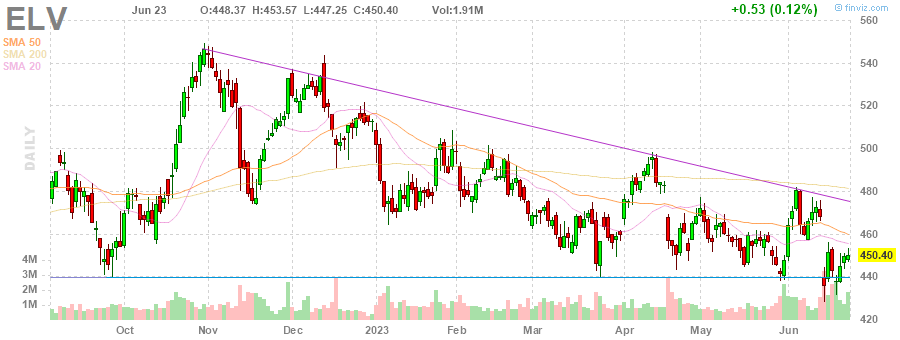 ELV Jun 23 O:448.37 H:453.57 L:447.25 C:450.40 Vol:1.91M +0.53 (0.12%) © finviz.com
SMA 50
SMA 200
SMA 20
DAILY
560
540
520
500
480
460
450.40
440
420
4M
3M
2M
1M
Oct Nov Dec 2023 Feb Mar Apr May Jun